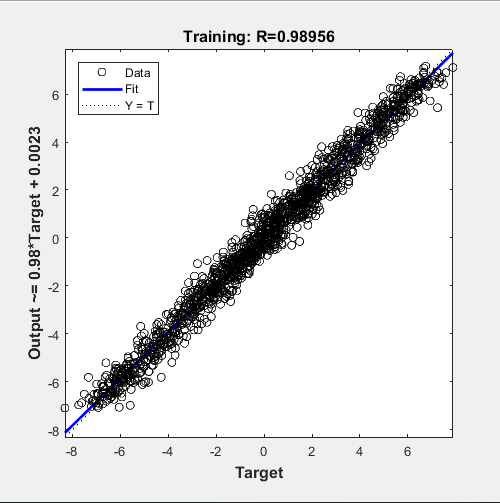 Training: R=0.98956
Data
Fit
Y = T
Output ~= 0.98*Target + 0.0023
6
4
2
0
-2
-4
-6
-8
-8
-6
-4
-2
0
2
4
6
Target